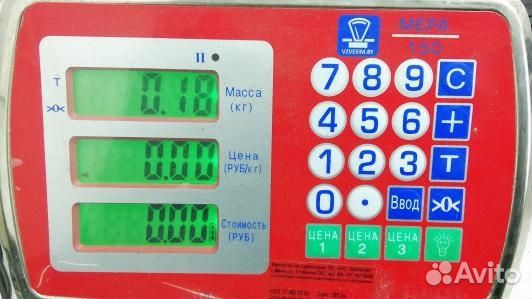 II
МЕРА
VZVESIM.BY
150
T
>0<
0.18
Масса
(кг)
7 8 9 C
4 5 6 +
0.00
Цена
(РУБ/кг)
1 2 3 T
0 • Ввод >0<
0.00
Стоимость
(РУБ)
ЦЕНА 1
ЦЕНА 2
ЦЕНА 3
Avito